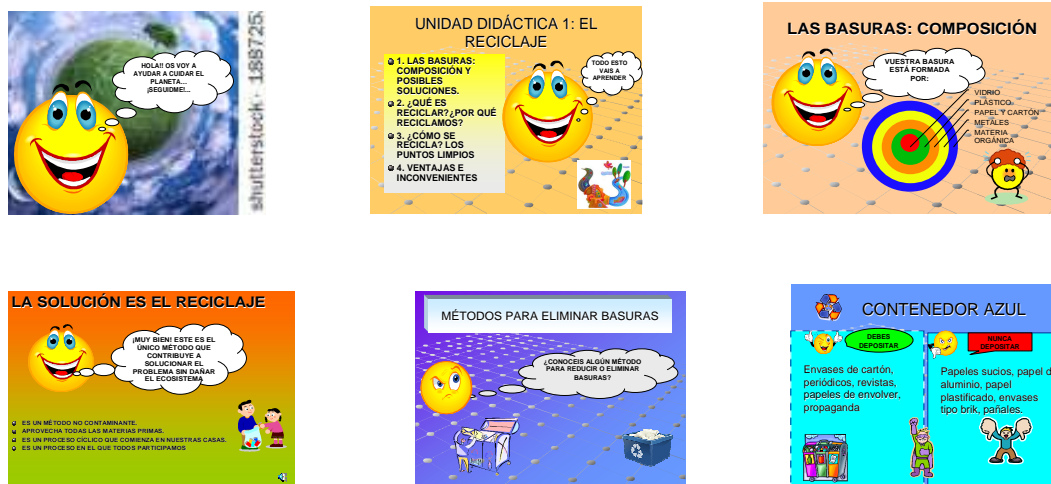 HOLA!! OS VOY A
AYUDAR A CUIDAR EL
PLANETA...
¡SEGUIDME!...
shutterstock · 188725
UNIDAD DIDÁCTICA 1: EL
RECICLAJE
1. LAS BASURAS:
COMPOSICIÓN Y
POSIBLES
SOLUCIONES.
2. ¿QUÉ ES
RECICLAR?¿POR QUÉ
RECICLAMOS?
3. ¿CÓMO SE
RECICLA? LOS
PUNTOS LIMPIOS
4. VENTAJAS E
INCONVENIENTES
TODO ESTO
VAIS A
APRENDER
LAS BASURAS: COMPOSICIÓN
VUESTRA BASURA
ESTÁ FORMADA
POR:
VIDRIO
PLÁSTICO
PAPEL Y CARTÓN
METALES
MATERIA
ORGÁNICA
LA SOLUCIÓN ES EL RECICLAJE
¡MUY BIEN! ESTE ES EL
ÚNICO MÉTODO QUE
CONTRIBUYE A
SOLUCIONAR EL
PROBLEMA SIN DAÑAR
EL ECOSISTEMA
ES UN MÉTODO NO CONTAMINANTE.
APROVECHA TODAS LAS MATERIAS PRIMAS.
ES UN PROCESO CÍCLICO QUE COMIENZA EN NUESTRAS CASAS.
ES UN PROCESO EN EL QUE TODOS PARTICIPAMOS
MÉTODOS PARA ELIMINAR BASURAS
¿CONOCEIS ALGÚN MÉTODO
PARA REDUCIR O ELIMINAR
BASURAS?
CONTENEDOR AZUL
DEBES
DEPOSITAR
Envases de cartón,
periódicos, revistas,
papeles de envolver,
propaganda
NUNCA
DEPOSITAR
Papeles sucios, papel d
aluminio, papel
plastificado, envases
tipo brik, pañales.